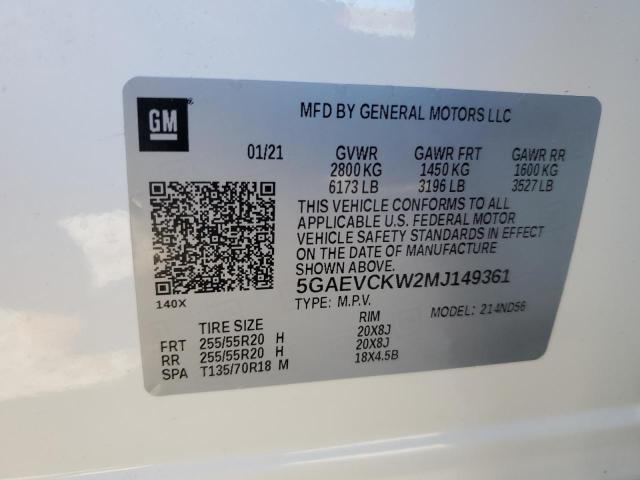 GM
MFD BY GENERAL MOTORS LLC
01/21 GVWR GAWR FRT GAWR RR
2800 KG 1450 KG 1600 KG
6173 LB 3196 LB 3527 LB
THIS VEHICLE CONFORMS TO ALL
APPLICABLE U.S. FEDERAL MOTOR
VEHICLE SAFETY STANDARDS IN EFFECT
ON THE DATE OF MANUFACTURE
SHOWN ABOVE.
140X
5GAEVCKW2MJ149361
TYPE: M.P.V. MODEL: 214ND56
TIRE SIZE RIM
FRT 255/55R20 H 20X8J
RR 255/55R20 H 20X8J
SPA T135/70R18 M 18X4.5B